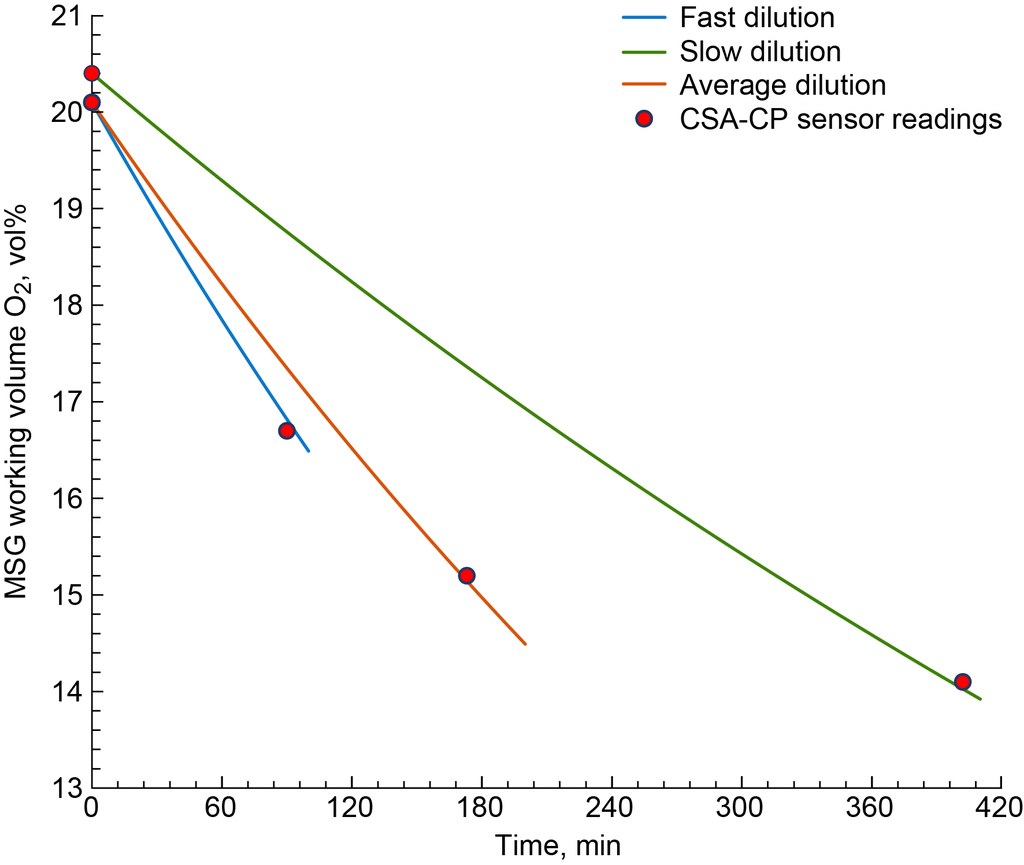 21
20
19
18
17
16
15
14
13
MSG working volume O₂, vol%
Fast dilution
Slow dilution
Average dilution
CSA-CP sensor readings
0 60 120 180 240 300 360 420
Time, min